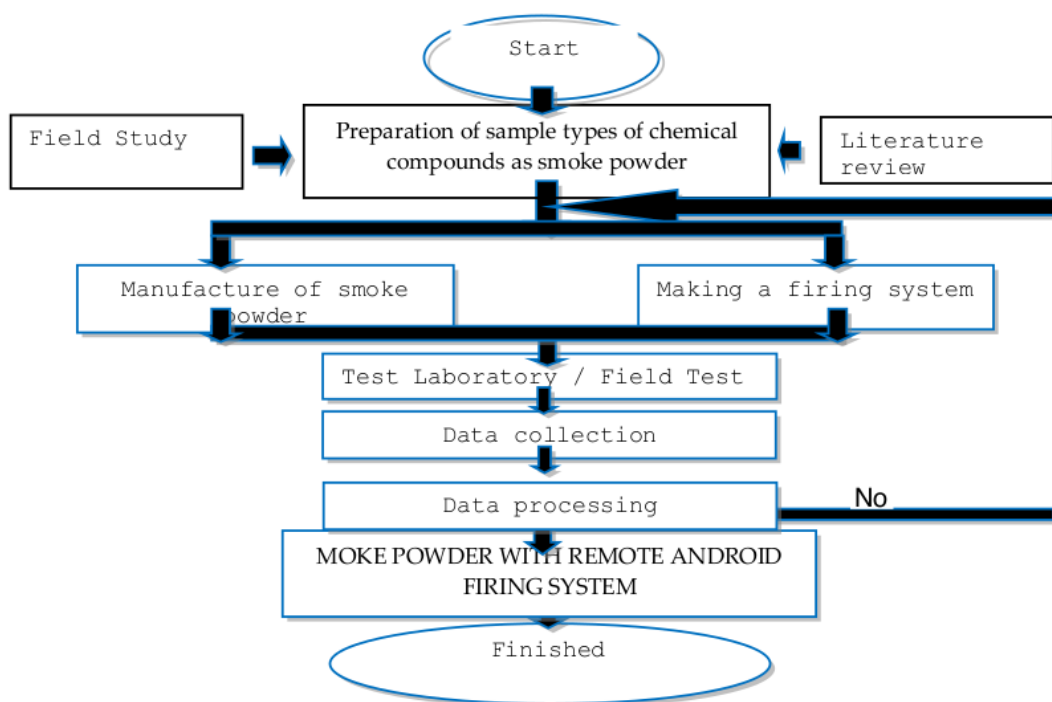 Start
Field Study
Preparation of sample types of chemical
compounds as smoke powder
Literature
review
Manufacture of smoke
powder
Making a firing system
Test Laboratory / Field Test
Data collection
Data processing
No
MOKE POWDER WITH REMOTE ANDROID
FIRING SYSTEM
Finished